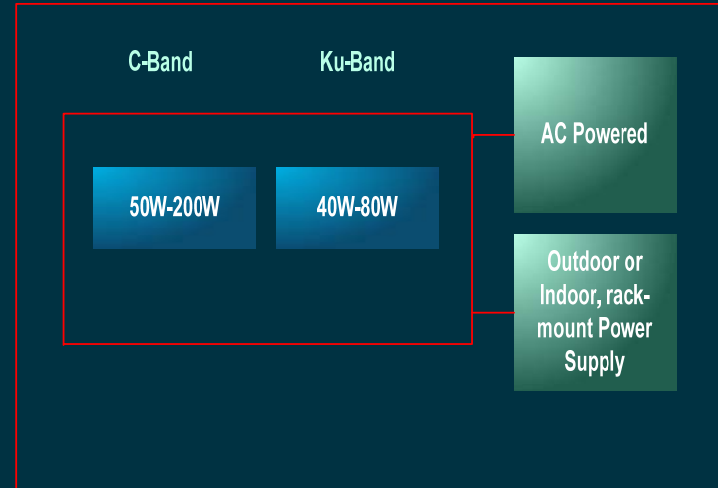 C-Band
Ku-Band
AC Powered
50W-200W
40W-80W
Outdoor or
Indoor, rack-
mount Power
Supply